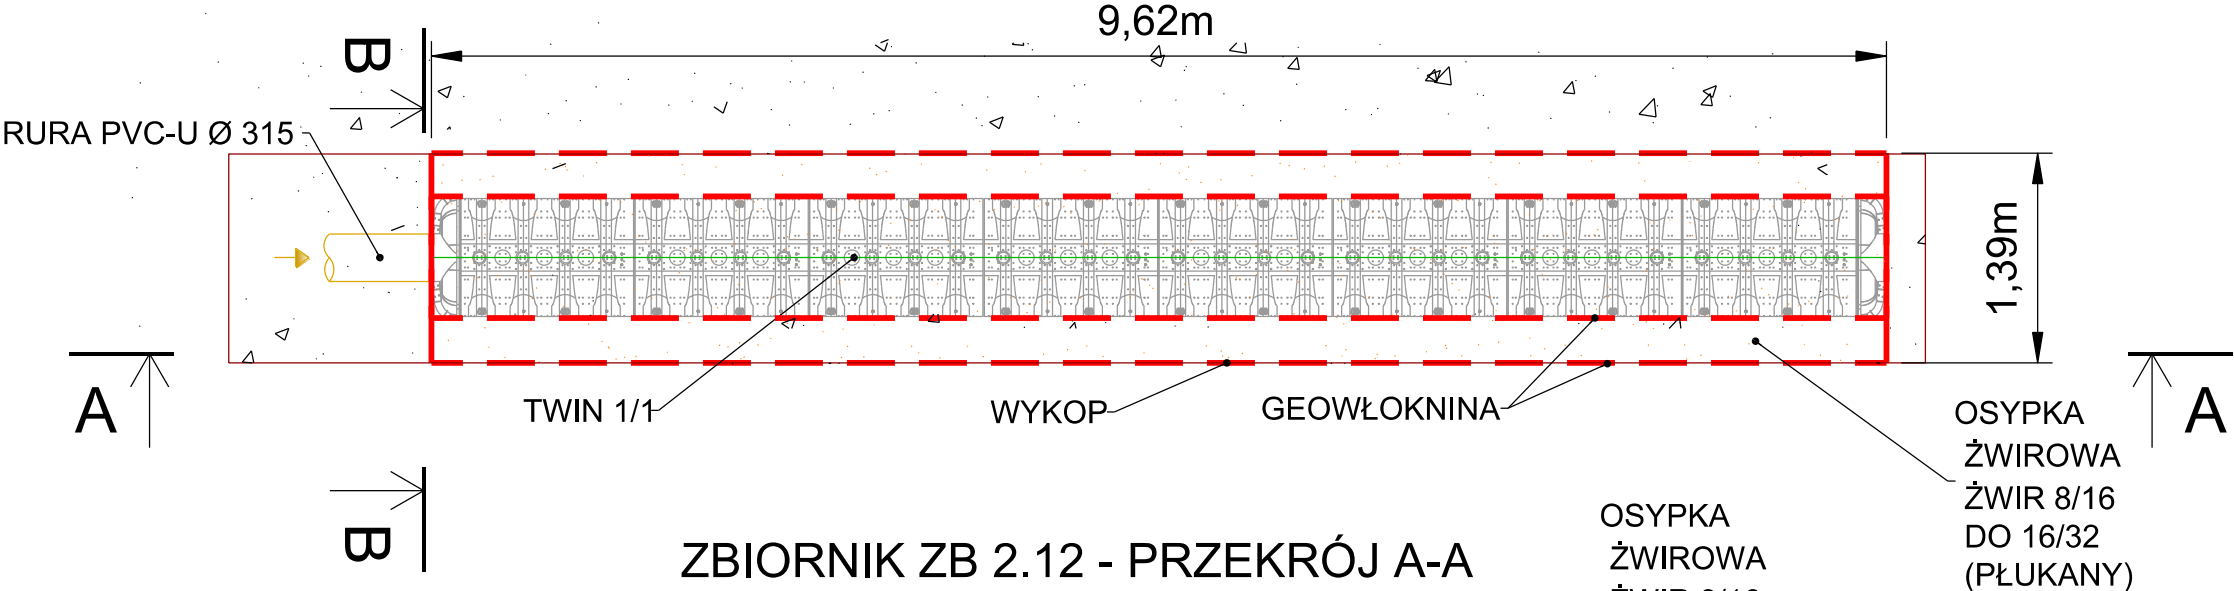 9,62m
B
RURA PVC-U Ø 315
1,39m
A
TWIN 1/1
WYKOP
GEOWŁOKNINA
A
OSYPKA
ŻWIROWA
ŻWIR 8/16
DO 16/32
(PŁUKANY)
B
ZBIORNIK ZB 2.12 - PRZEKRÓJ A-A
OSYPKA
ŻWIROWA